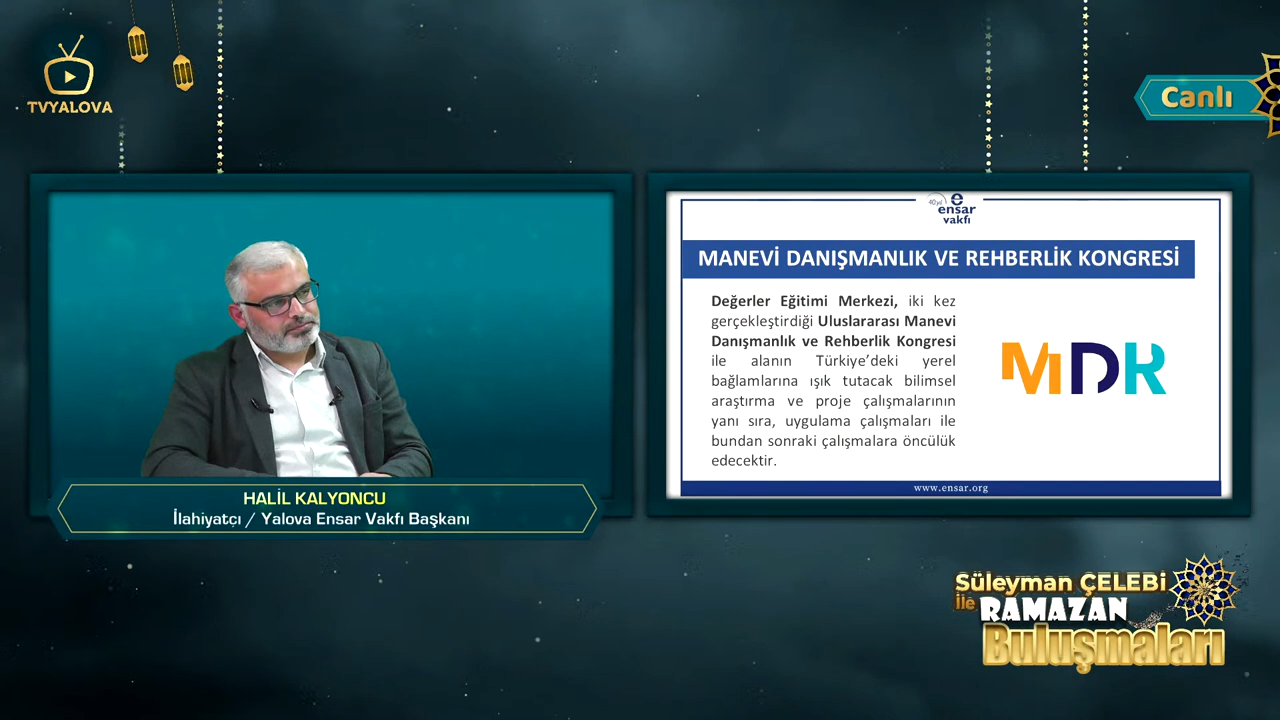 TVYALOVA
Canlı
40.yıl
ensar
vakfı
MANEVİ DANIŞMANLIK VE REHBERLİK KONGRESİ
Değerler Eğitimi Merkezi, iki kez
gerçekleştirdiği Uluslararası Manevi
Danışmanlık ve Rehberlik Kongresi
ile alanın Türkiye’deki yerel
bağlamlarına ışık tutacak bilimsel
araştırma ve proje çalışmalarının
yanı sıra, uygulama çalışmaları ile
bundan sonraki çalışmalara öncülük
edecektir.
MDR
www.ensar.org
HALİL KALYONCU
İlahiyatçı / Yalova Ensar Vakfı Başkanı
Süleyman ÇELEBİ
İle RAMAZAN
Buluşmaları